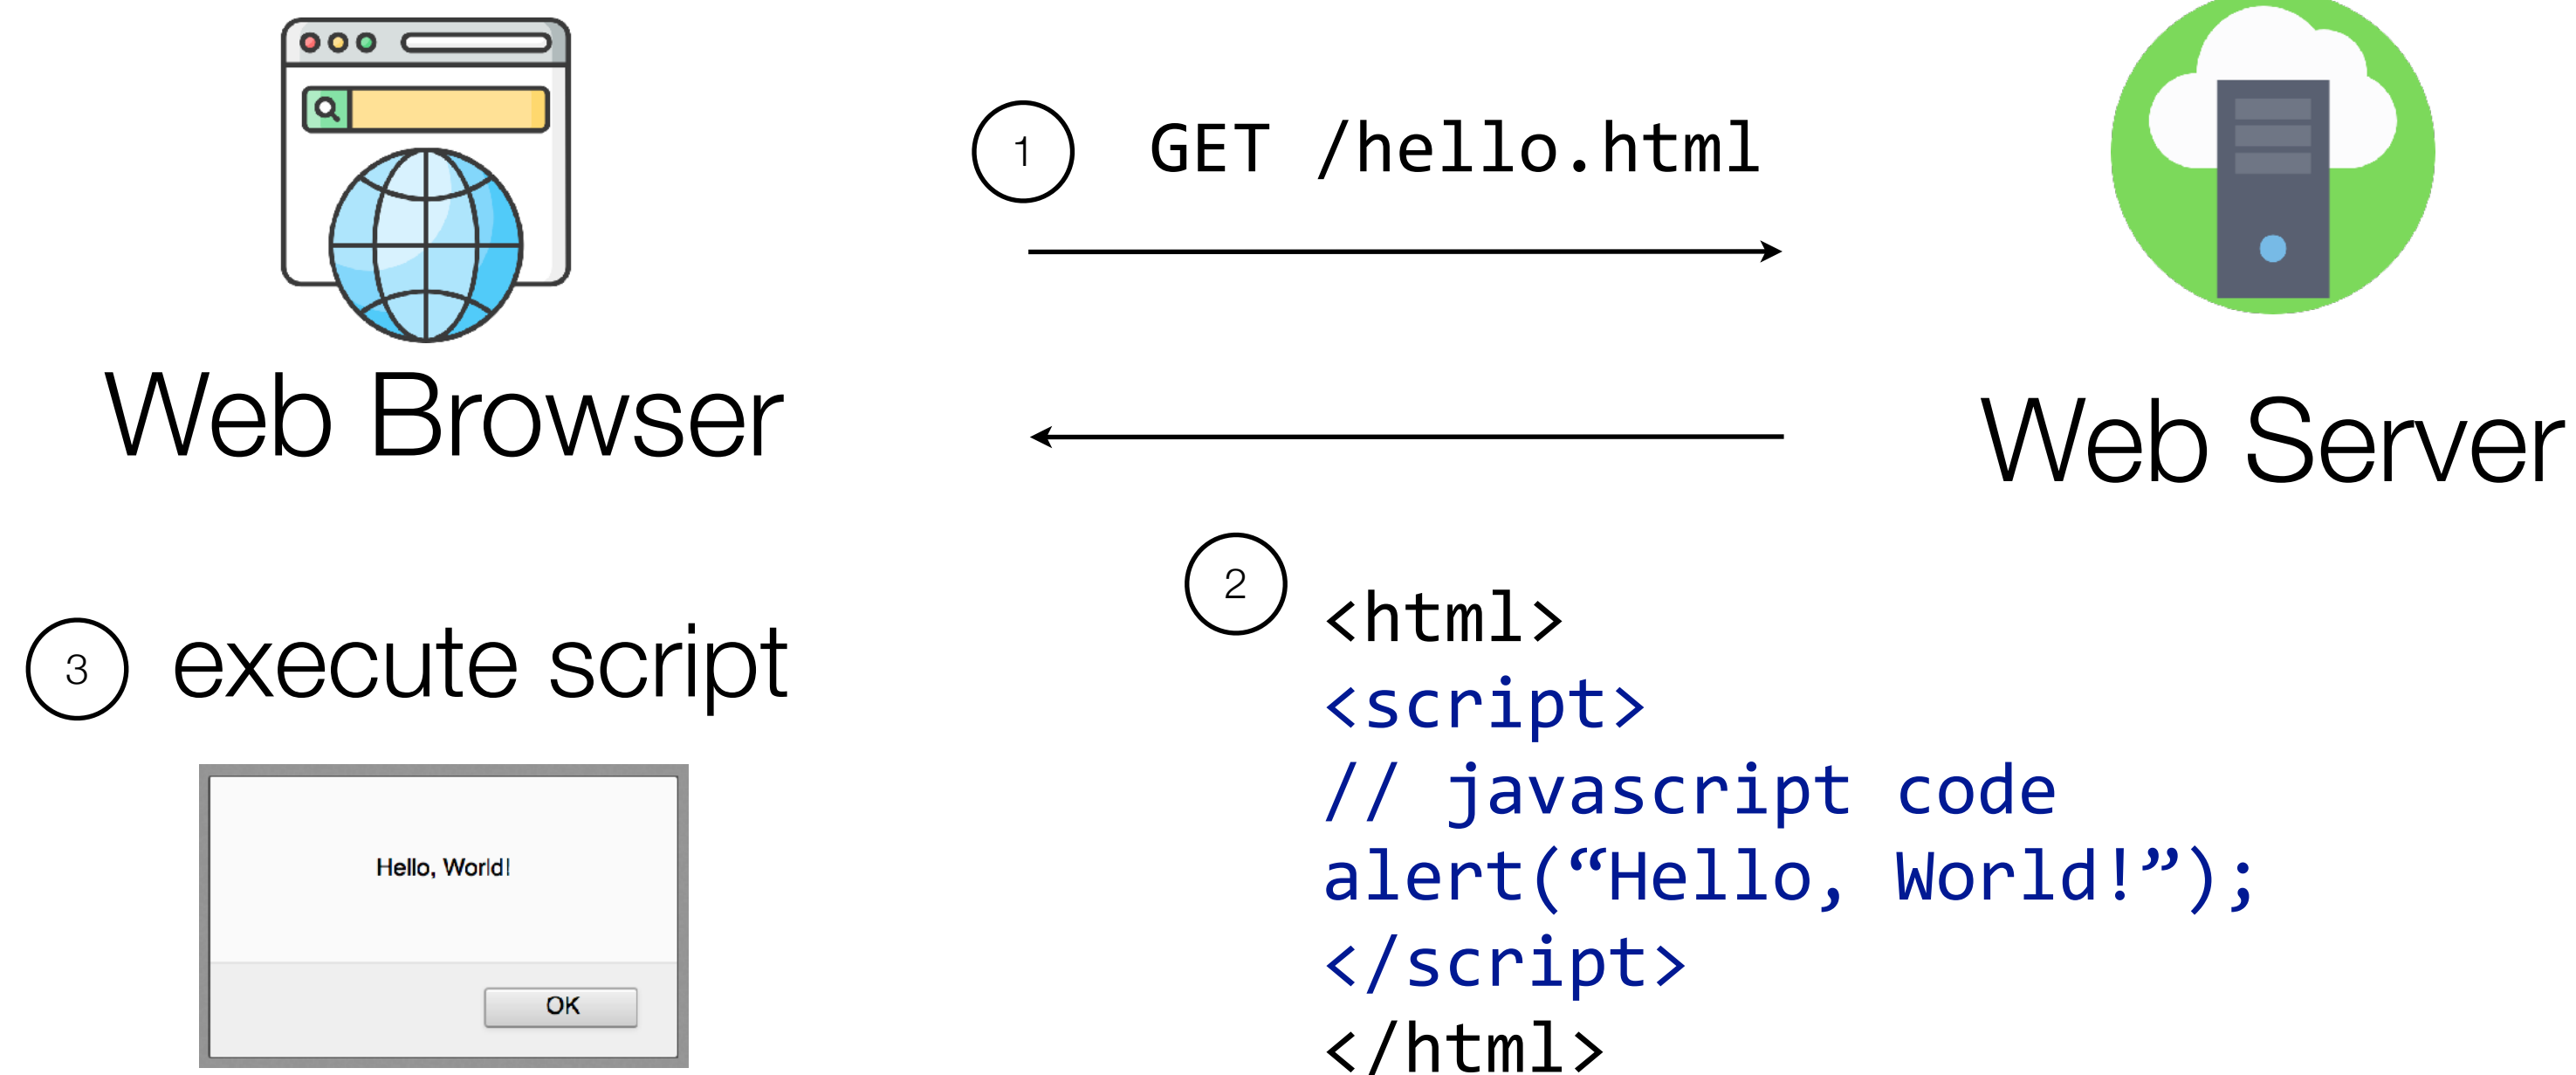 1 GET /hello.html
Web Browser
Web Server
2
<html>
<script>
// javascript code
alert(“Hello, World!”);
</script>
</html>
3 execute script
Hello, World!
OK